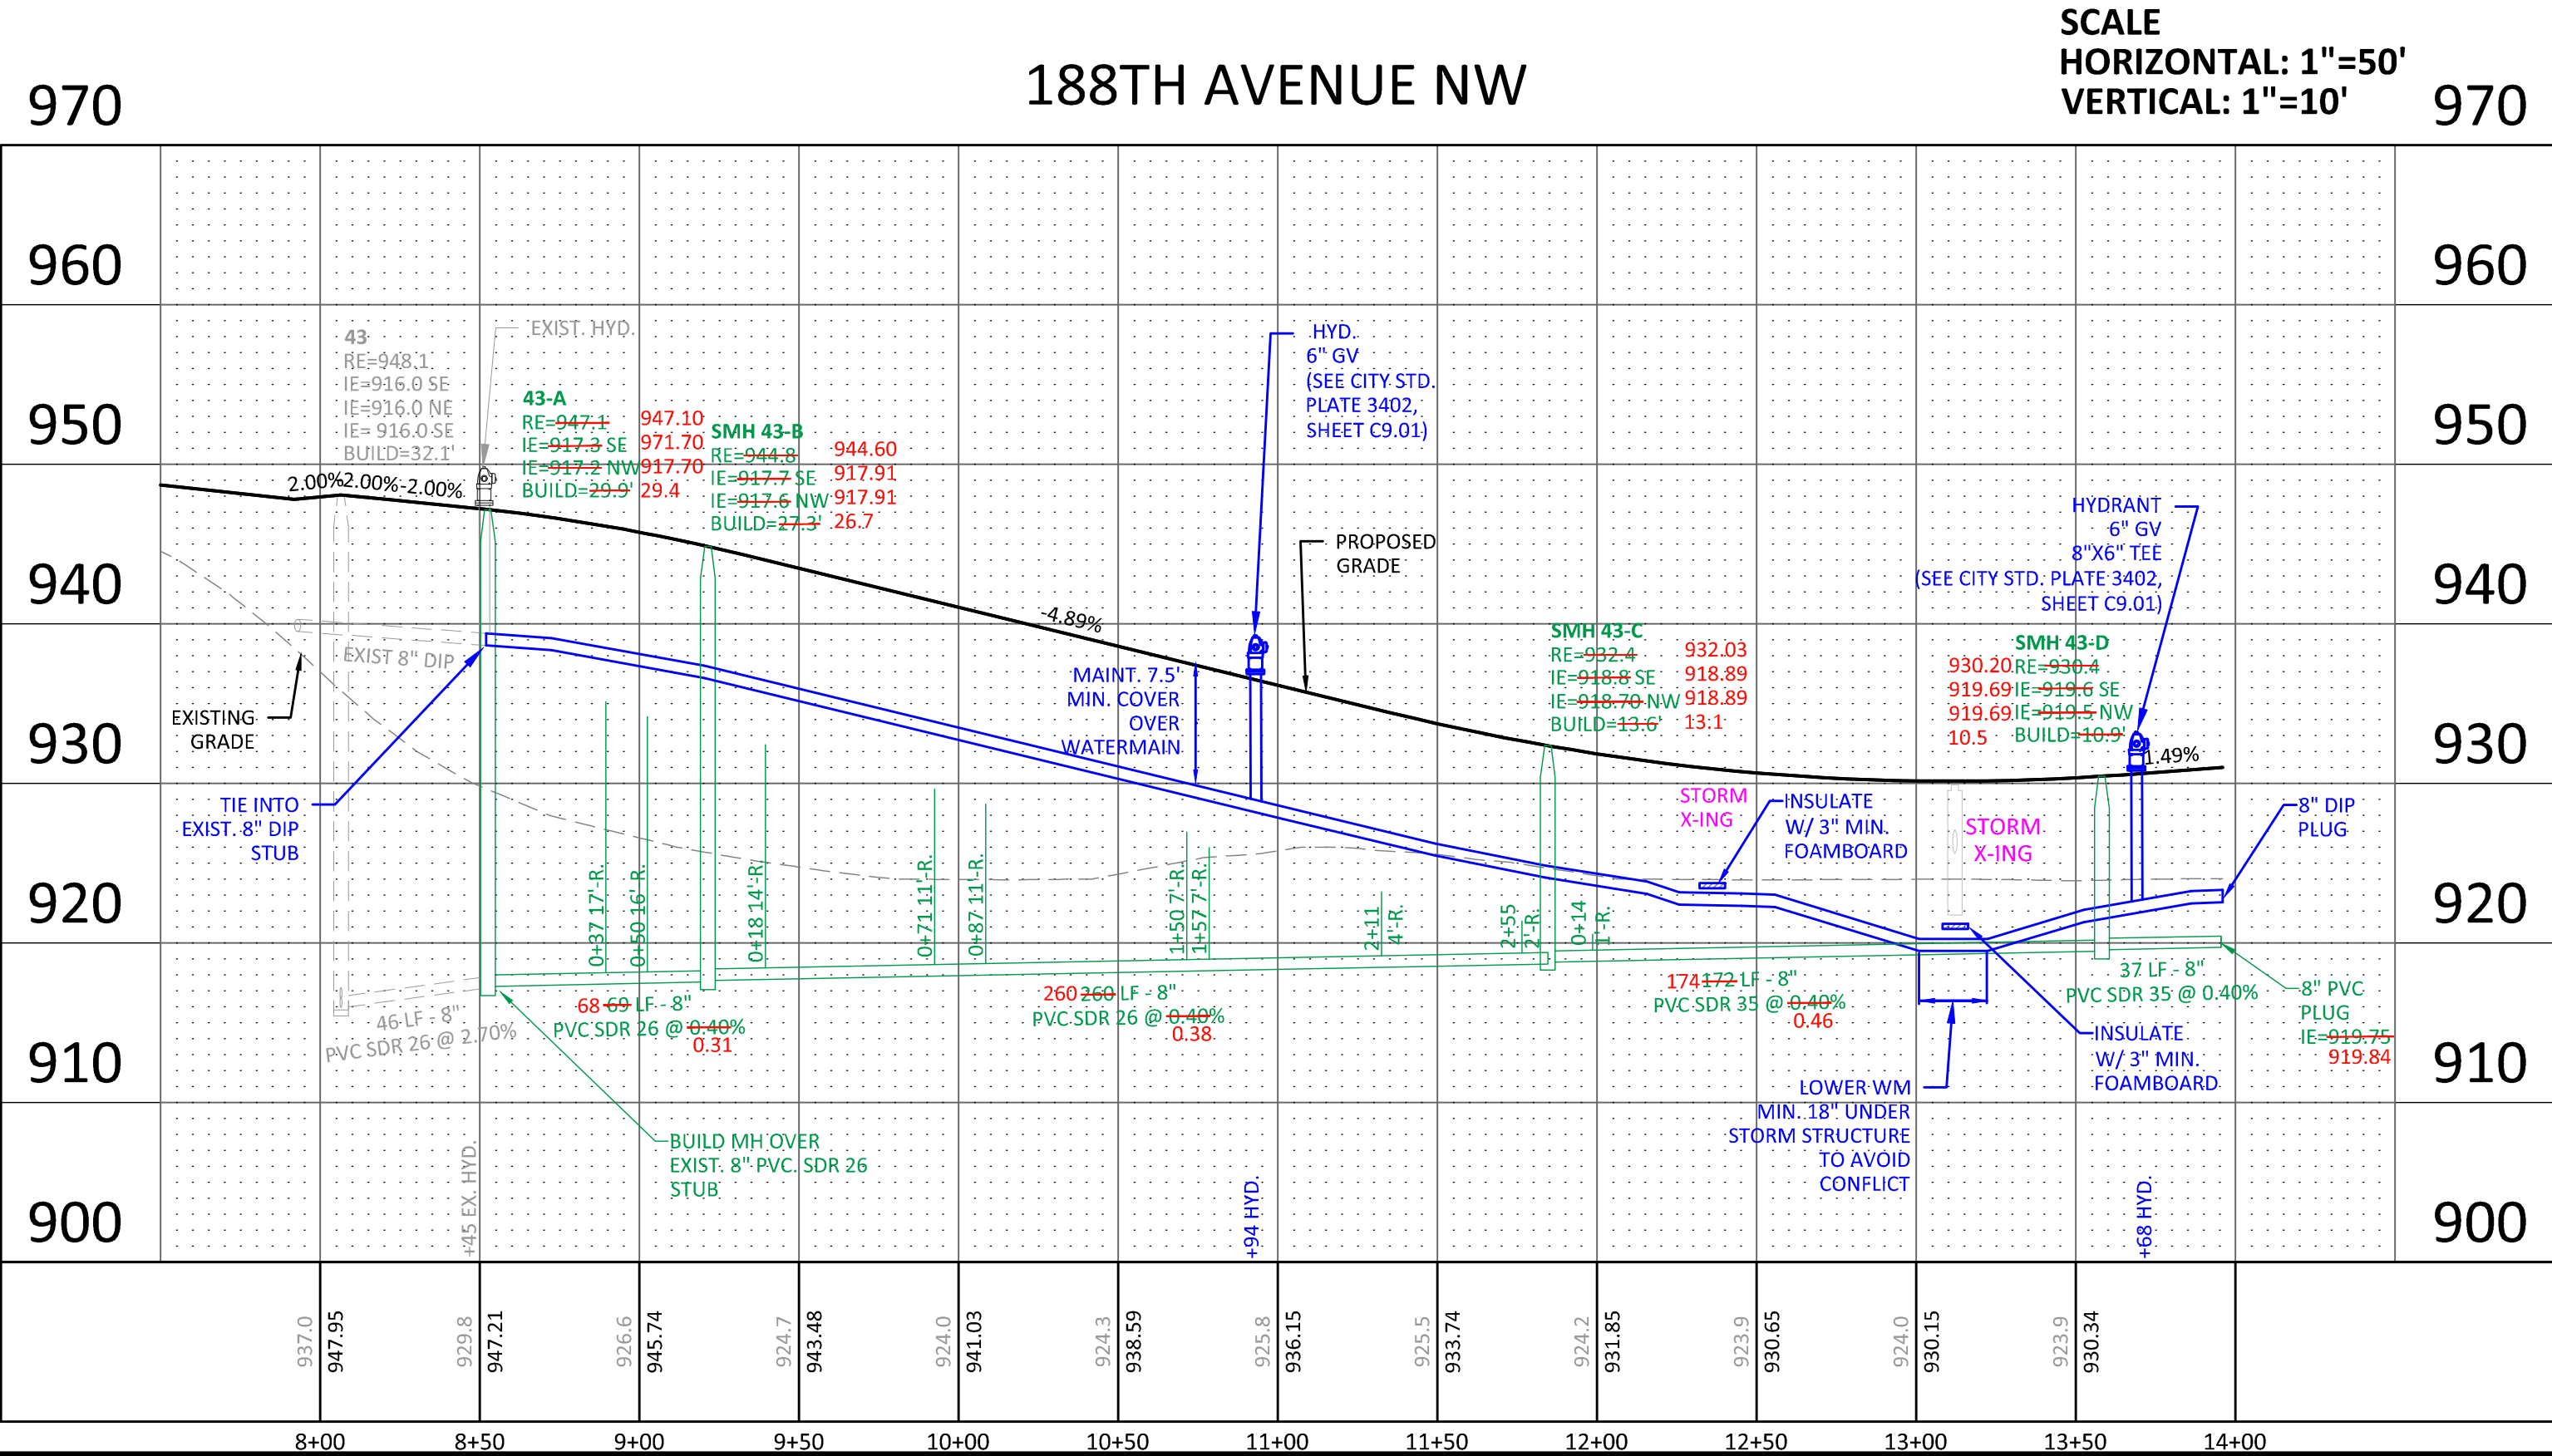 SCALE
HORIZONTAL: 1"=50'
VERTICAL: 1"=10'
188TH AVENUE NW
970
970
960
960
950
950
940
940
930
930
920
920
910
910
900
900
43
RE=948.1
IE=916.0 SE
IE=916.0 NE
IE= 916.0 SE
BUILD=32.1'
EXIST. HYD.
43-A
RE=947.1 947.10
IE=917.3 SE 971.70
IE=917.2 NW 917.70
BUILD=29.9' 29.4
SMH 43-B
RE=944.8 944.60
IE=917.7 SE 917.91
IE=917.6 NW 917.91
BUILD=27.3' 26.7
HYD.
6" GV
(SEE CITY STD.
PLATE 3402,
SHEET C9.01)
2.00%
2.00%
-2.00%
-4.89%
1.49%
PROPOSED
GRADE
HYDRANT
6" GV
8"X6" TEE
(SEE CITY STD. PLATE 3402,
SHEET C9.01)
SMH 43-C
RE=932.4 932.03
IE=918.8 SE 918.89
IE=918.70 NW 918.89
BUILD=13.6' 13.1
SMH 43-D
930.20 RE=930.4
919.69 IE=919.6 SE
919.69 IE=919.5 NW
10.5 BUILD=10.9'
EXIST 8" DIP
EXISTING
GRADE
MAINT. 7.5'
MIN. COVER
OVER
WATERMAIN
TIE INTO
EXIST. 8" DIP
STUB
STORM
X-ING
INSULATE
W/ 3" MIN.
FOAMBOARD
STORM
X-ING
8" DIP
PLUG
0+37 17'-R.
0+50 16'-R.
0+18 14'-R.
0+71 11'-R.
0+87 11'-R.
1+50 7'-R.
1+57 7'-R.
2+11
4'-R.
2+55
2'-R.
0+14
1'-R.
46 LF - 8"
PVC SDR 26 @ 2.70%
68 69 LF - 8"
PVC SDR 26 @ 0.40%
0.31
260 260 LF - 8"
PVC SDR 26 @ 0.40%
0.38
174 172 LF - 8"
PVC SDR 35 @ 0.40%
0.46
37 LF - 8"
PVC SDR 35 @ 0.40%
8" PVC
PLUG
IE=919.75
919.84
INSULATE
W/ 3" MIN.
FOAMBOARD
LOWER WM
MIN. 18" UNDER
STORM STRUCTURE
TO AVOID
CONFLICT
BUILD MH OVER
EXIST. 8" PVC. SDR 26
STUB
+45 EX. HYD.
+94 HYD.
+68 HYD.
937.0
947.95
929.8
947.21
926.6
945.74
924.7
943.48
924.0
941.03
924.3
938.59
925.8
936.15
925.5
933.74
924.2
931.85
923.9
930.65
924.0
930.15
923.9
930.34
8+00
8+50
9+00
9+50
10+00
10+50
11+00
11+50
12+00
12+50
13+00
13+50
14+00